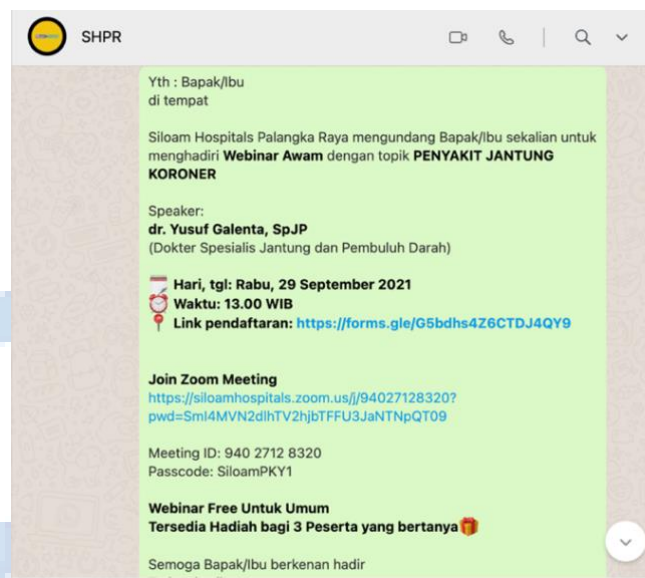 SHPR
Yth : Bapak/Ibu
di tempat
Siloam Hospitals Palangka Raya mengundang Bapak/Ibu sekalian untuk
menghadiri Webinar Awam dengan topik PENYAKIT JANTUNG
KORONER
Speaker:
dr. Yusuf Galenta, SpJP
(Dokter Spesialis Jantung dan Pembuluh Darah)
Hari, tgl: Rabu, 29 September 2021
Waktu: 13.00 WIB
Link pendaftaran: https://forms.gle/G5bdhs4Z6CTDJ4QY9
Join Zoom Meeting
https://siloamhospitals.zoom.us/j/94027128320?
pwd=Sml4MVN2dlhTV2hjbTFFU3JaNTNpQT09
Meeting ID: 940 2712 8320
Passcode: SiloamPKY1
Webinar Free Untuk Umum
Tersedia Hadiah bagi 3 Peserta yang bertanya
Semoga Bapak/Ibu berkenan hadir